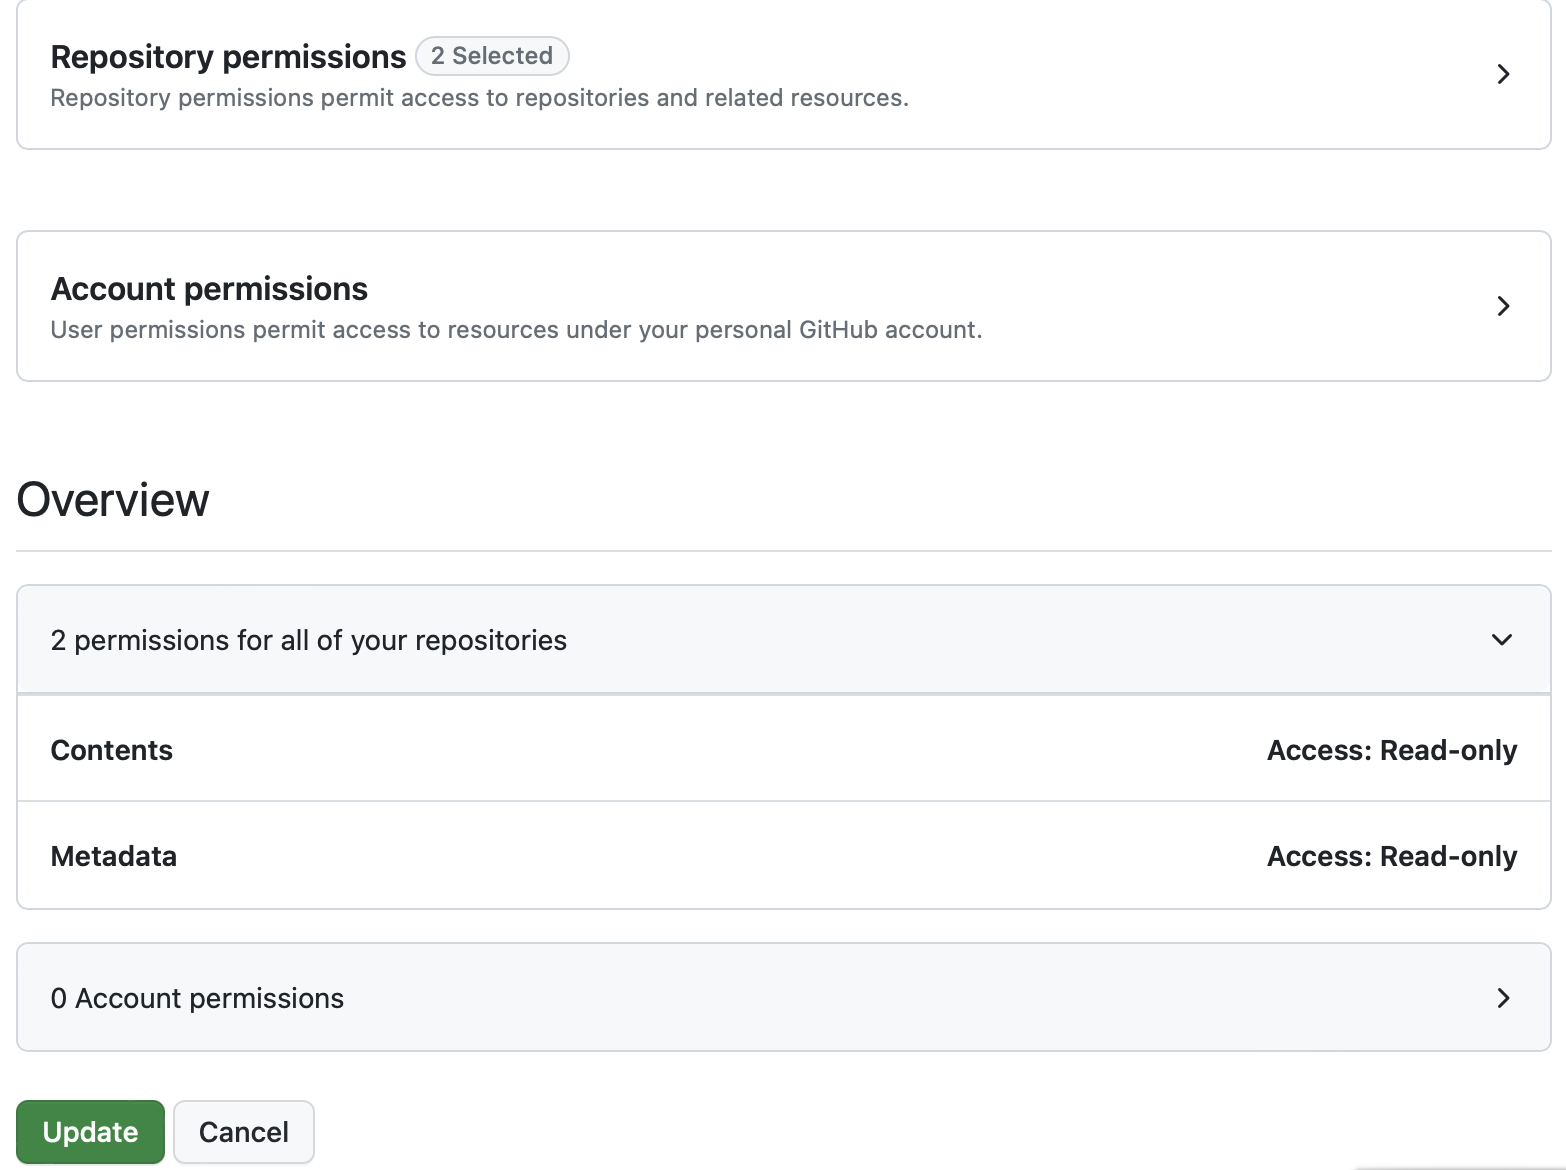 Repository permissions 2 Selected
Repository permissions permit access to repositories and related resources.
Account permissions
User permissions permit access to resources under your personal GitHub account.
Overview
2 permissions for all of your repositories
Contents Access: Read-only
Metadata Access: Read-only
0 Account permissions
Update Cancel